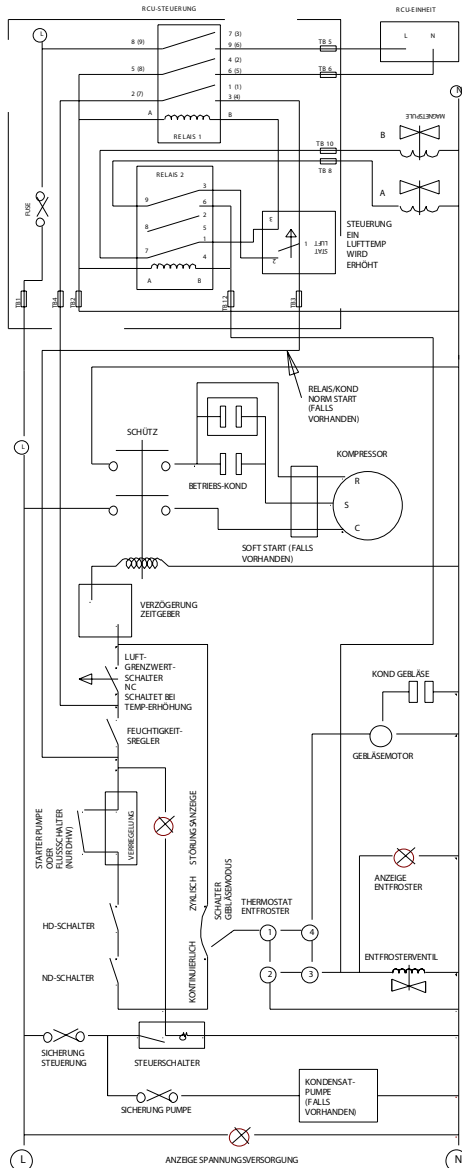 RCU-STEUERUNG
RCU-EINHEIT
L
8 (9)
7 (3)
9 (6)
TB 5
L
N
4 (2)
5 (8)
6 (5)
TB 6
N
1 (1)
2 (7)
3 (4)
A
B
RELAIS 1
MAGNETSPULE
TB 10
B
TB 8
RELAIS 2
A
3
9
6
2
8
5
1
7
4
A
B
FUSE
3
1
2
LUFT
STAT
STEUERUNG
EIN
LUFTTEMP
WIRD
ERHÖHT
TB1
TB4
TB2
TB12
TB3
RELAIS/KOND
NORM START
(FALLS
VORHANDEN)
SCHÜTZ
L
KOMPRESSOR
BETRIEBS-KOND
R
S
C
SOFT START (FALLS
VORHANDEN)
VERZÖGERUNG
ZEITGEBER
LUFT-
GRENZWERT-
SCHALTER
NC
SCHALTET BEI
TEMP-ERHÖHUNG
KOND GEBLÄSE
FEUCHTIGKEIT-
SREGLER
GEBLÄSEMOTOR
STARTER PUMPE
ODER
FLUSSSCHALTER
(NUR DHW)
VERRIEGELUNG
STÖRUNGSANZEIGE
ZYKLISCH
KONTINUIERLICH
SCHALTER
GEBLÄSEMODUS
ANZEIGE
ENTFROSTER
THERMOSTAT
ENTFROSTER
HD-SCHALTER
1
4
ENTFROSTERVENTIL
ND-SCHALTER
2
3
SICHERUNG
STEUERUNG
STEUERSCHALTER
SICHERUNG PUMPE
KONDENSAT-
PUMPE
(FALLS
VORHANDEN)
L
ANZEIGE SPANNUNGSVERSORGUNG
N